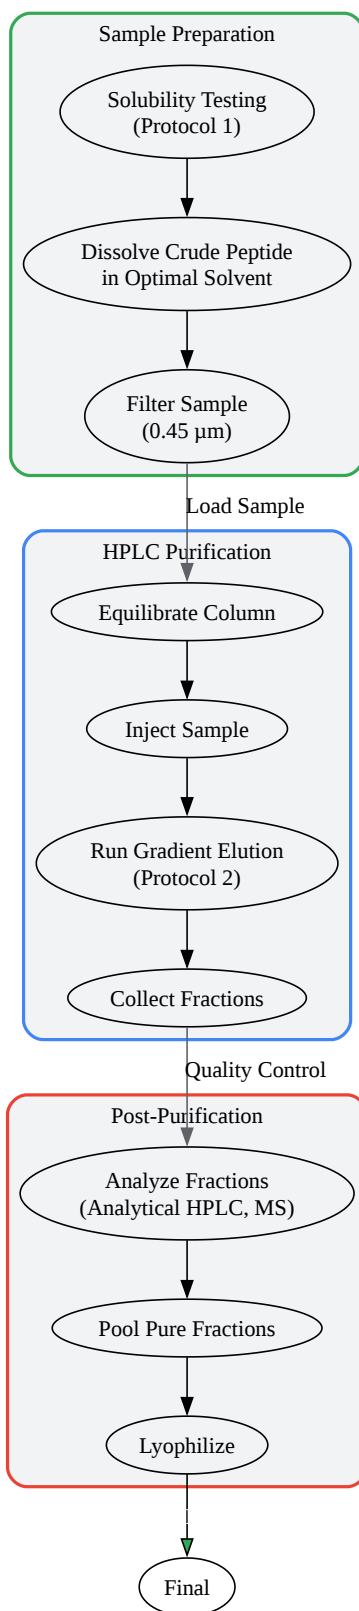 Sample Preparation
Solubility Testing
(Protocol 1)
Dissolve Crude Peptide
in Optimal Solvent
Filter Sample
(0.45 µm)
Load Sample
HPLC Purification
Equilibrate Column
Inject Sample
Run Gradient Elution
(Protocol 2)
Collect Fractions
Quality Control
Post-Purification
Analyze Fractions
(Analytical HPLC, MS)
Pool Pure Fractions
Lyophilize
Final